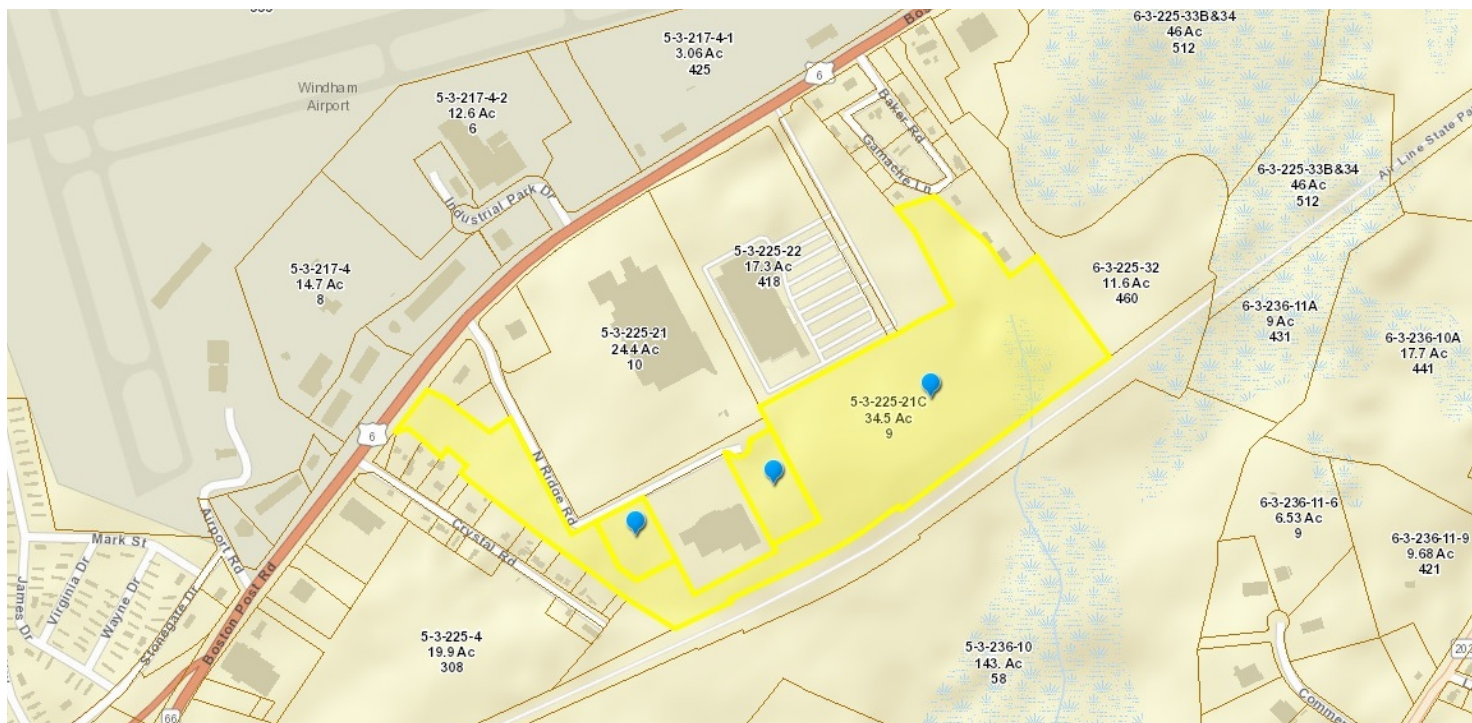 5-3-217-4-1
3.06 Ac
425
6-3-225-33B&34
46 Ac
512
6
Windham
Airport
5-3-217-4-2
12.6 Ac
6
Baker Rd
Gamache Ln
Industrial Park Dr
6-3-225-33B&34
46 Ac
512
5-3-217-4
14.7 Ac
8
5-3-225-22
17.3 Ac
418
6-3-225-32
11.6 Ac
460
6-3-236-11A
9 Ac
431
5-3-225-21
24.4 Ac
10
6-3-236-10A
17.7 Ac
441
5-3-225-21C
34.5 Ac
9
6
N Ridge Rd
Crystal Rd
Airport Rd
Mark St
6-3-236-11-6
6.53 Ac
9
6-3-236-11-9
9.68 Ac
421
James Dr
Virginia Dr
Wayne Dr
Stonegate Dr
Boston Post Rd
5-3-225-4
19.9 Ac
308
5-3-236-10
143. Ac
58
66